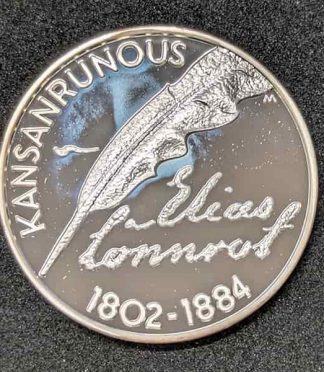 KANSANRUNOUS
M
Elias
Lönnrot
1802-1884